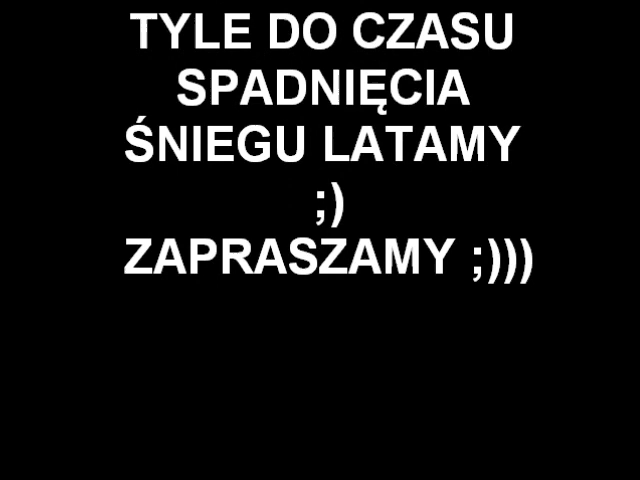 TYLE DO CZASU
SPADNIĘCIA
ŚNIEGU LATAMY
;)
ZAPRASZAMY ;)))